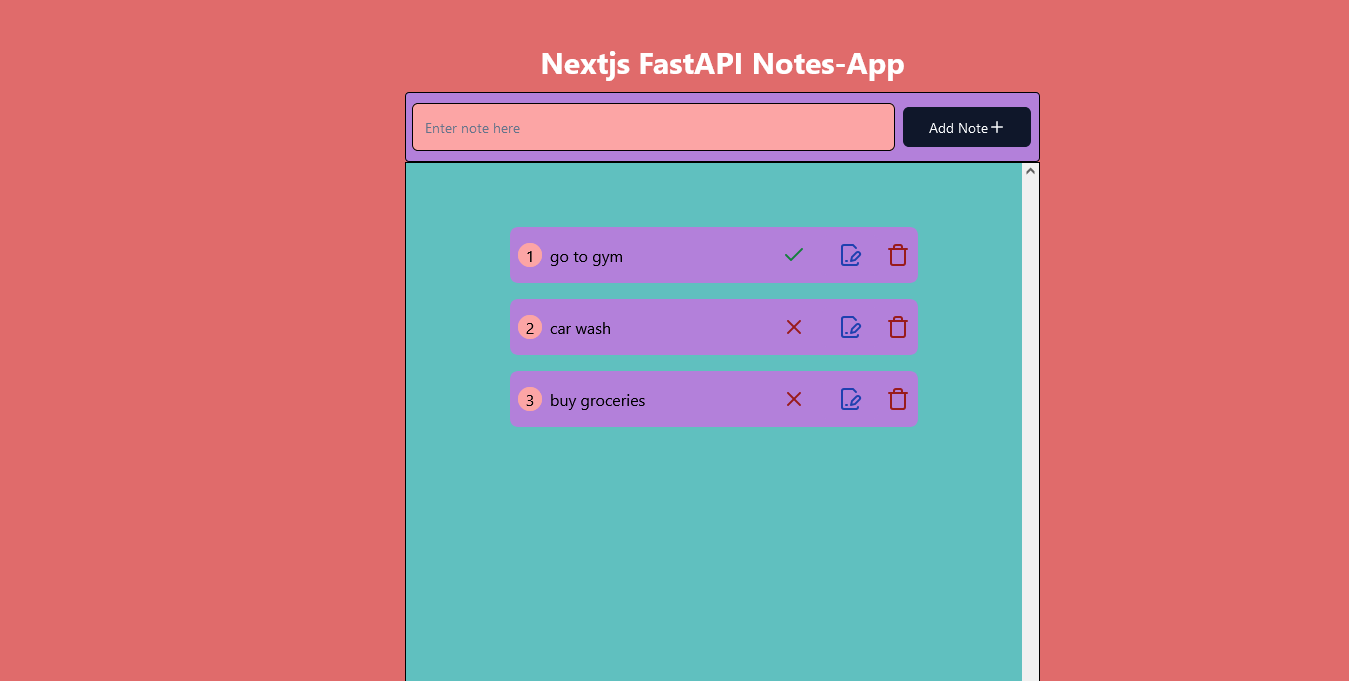 Nextjs FastAPI Notes-App
Enter note here
Add Note+
1 go to gym
2 car wash
3 buy groceries